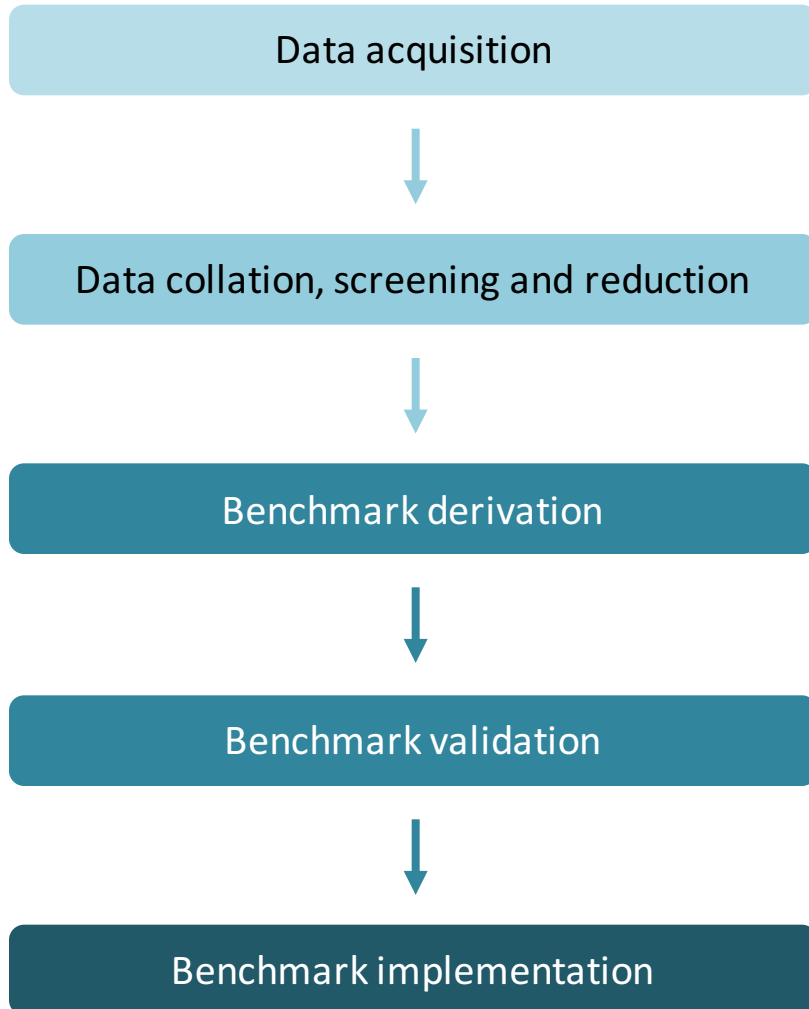 Data acquisition
Data collation, screening and reduction
Benchmark derivation
Benchmark validation
Benchmark implementation